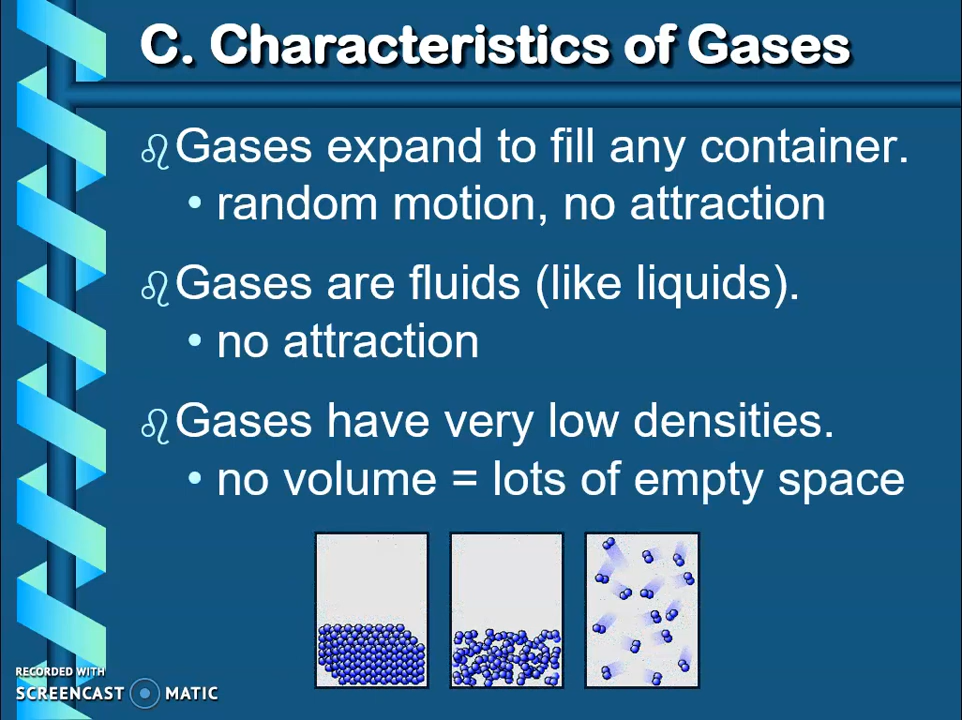 C. Characteristics of Gases
Gases expand to fill any container.
• random motion, no attraction
Gases are fluids (like liquids).
• no attraction
Gases have very low densities.
• no volume = lots of empty space
RECORDED WITH
SCREENCAST MATIC